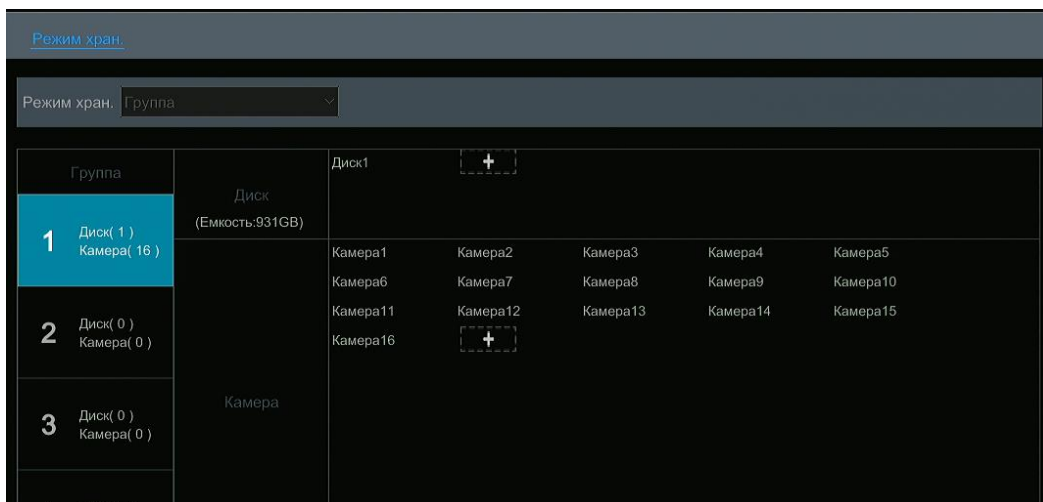 Режим хран.
Режим хран. Группа
Группа
1 Диск( 1 )
Камера( 16 )
2 Диск( 0 )
Камера( 0 )
3 Диск( 0 )
Камера( 0 )
Диск
(Емкость:931GB)
Диск1 +
Камера
Камера1 Камера2 Камера3 Камера4 Камера5
Камера6 Камера7 Камера8 Камера9 Камера10
Камера11 Камера12 Камера13 Камера14 Камера15
Камера16 +